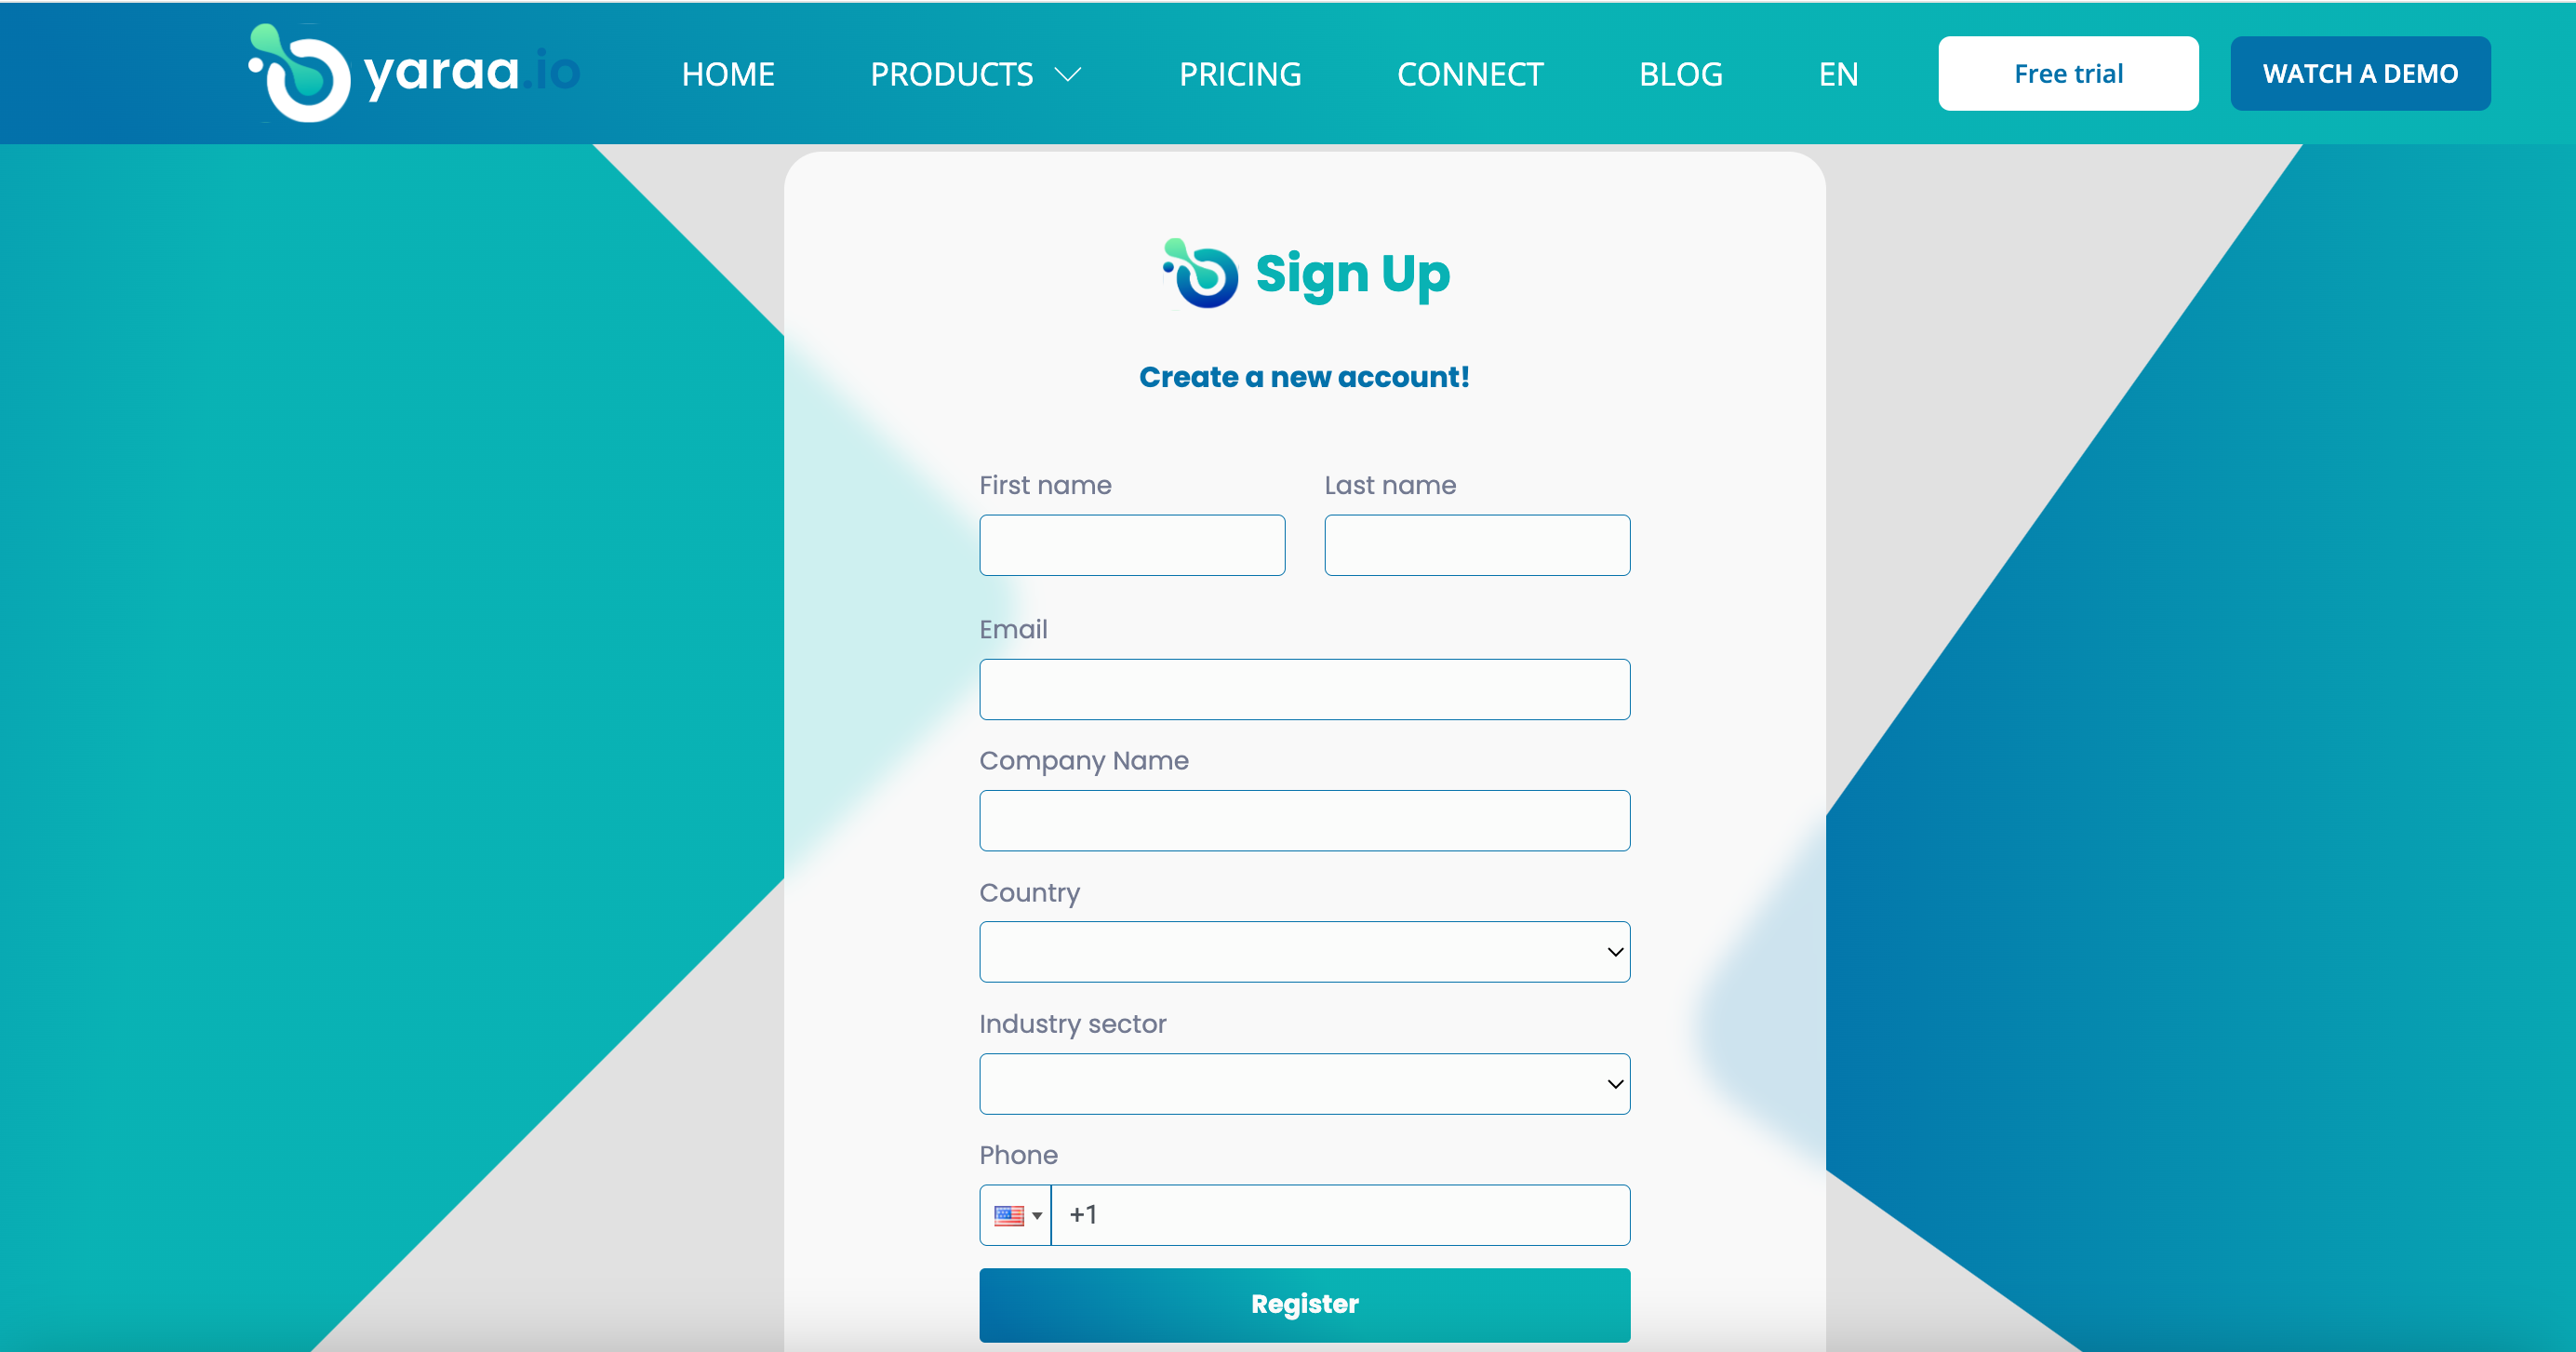 yaraa.io HOME PRODUCTS PRICING CONNECT BLOG EN Free trial WATCH A DEMO
Sign Up
Create a new account!
First name Last name
Email
Company Name
Country
Industry sector
Phone
+1
Register